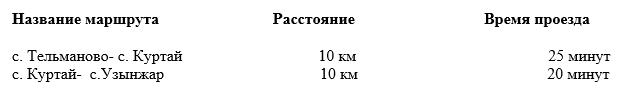 Название маршрута Расстояние Время проезда
с. Тельманово- с. Куртай 10 км 25 минут
с. Куртай- с.Узынжар 10 км 20 минут